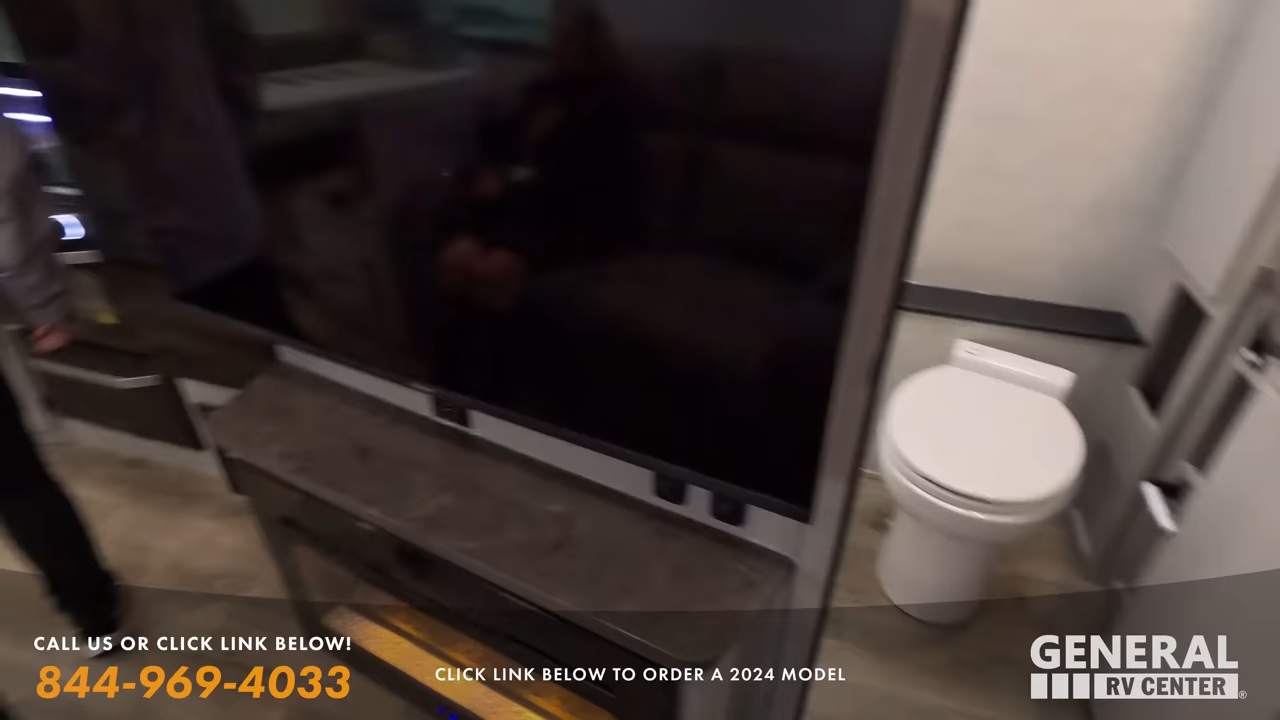 CALL US OR CLICK LINK BELOW!
844-969-4033
CLICK LINK BELOW TO ORDER A 2024 MODEL
GENERAL
RV CENTER®